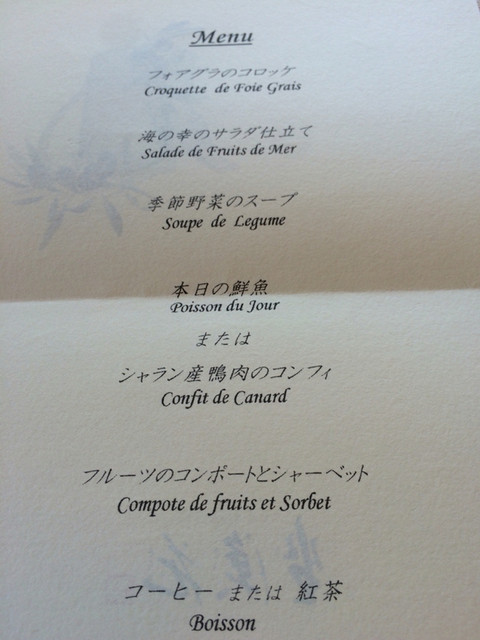 Menu
フォアグラのコロッケ
Croquette de Foie Grais
海の幸のサラダ仕立て
Salade de Fruits de Mer
季節野菜のスープ
Soupe de Legume
本日の鮮魚
Poisson du Jour
または
シャラン産鴨肉のコンフィ
Confit de Canard
フルーツのコンポートとシャーベット
Compote de fruits et Sorbet
コーヒー または 紅茶
Boisson